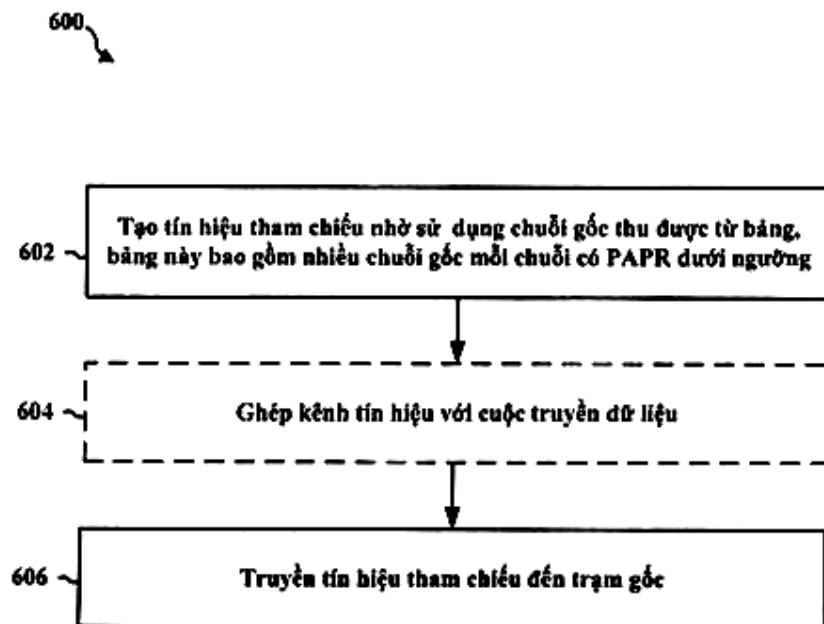 600
602
Tạo tín hiệu tham chiếu nhờ sử dụng chuỗi gốc thu được từ bảng,
bảng này bao gồm nhiều chuỗi gốc mỗi chuỗi có PAPR dưới ngưỡng
604
Ghép kênh tín hiệu với cuộc truyền dữ liệu
606
Truyền tín hiệu tham chiếu đến trạm gốc